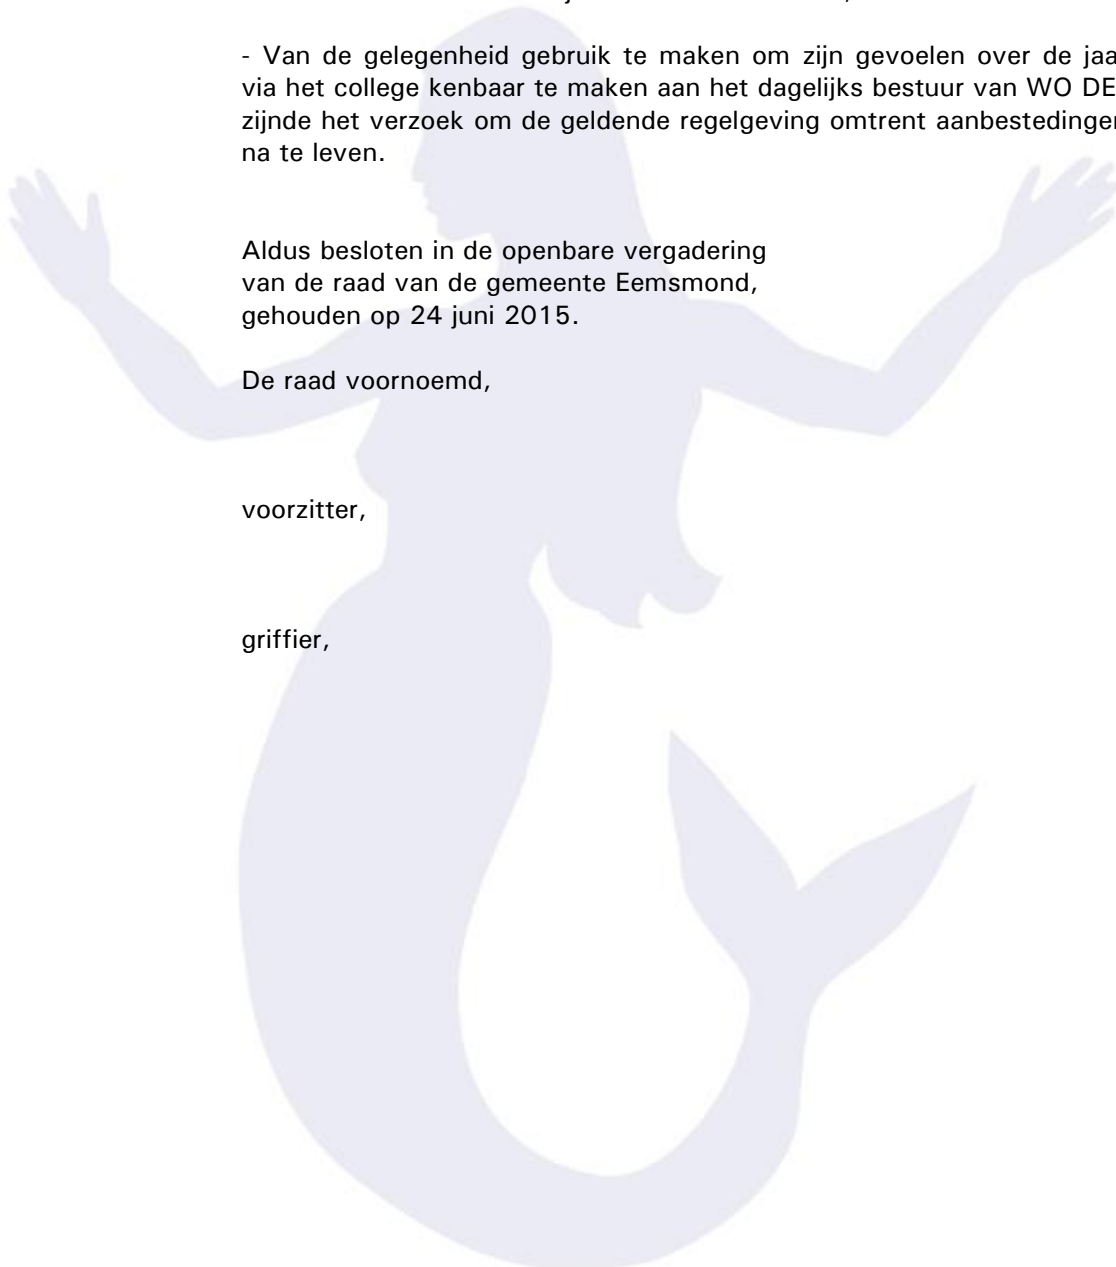 - Van de gelegenheid gebruik te maken om zijn gevoelen over de
via het college kenbaar te maken aan het dagelijks bestuur van WO
zijnde het verzoek om de geldende regelgeving omtrent
na te leven.
Aldus besloten in de openbare vergadering
van de raad van de gemeente Eemsmond,
gehouden op 24 juni 2015.
De raad voornoemd,
voorzitter,
griffier,